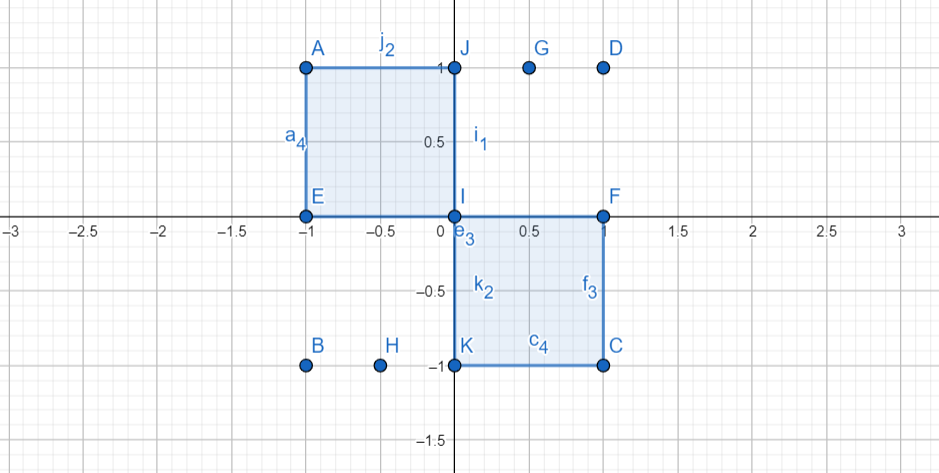 A j₂ J G D
1
a₄ 0.5 i₁
E I F
−3 −2.5 −2 −1.5 −1 −0.5 0 e₃ 0.5 1 1.5 2 2.5 3
−0.5 k₂ f₃
B H K c₄ C
−1
−1.5